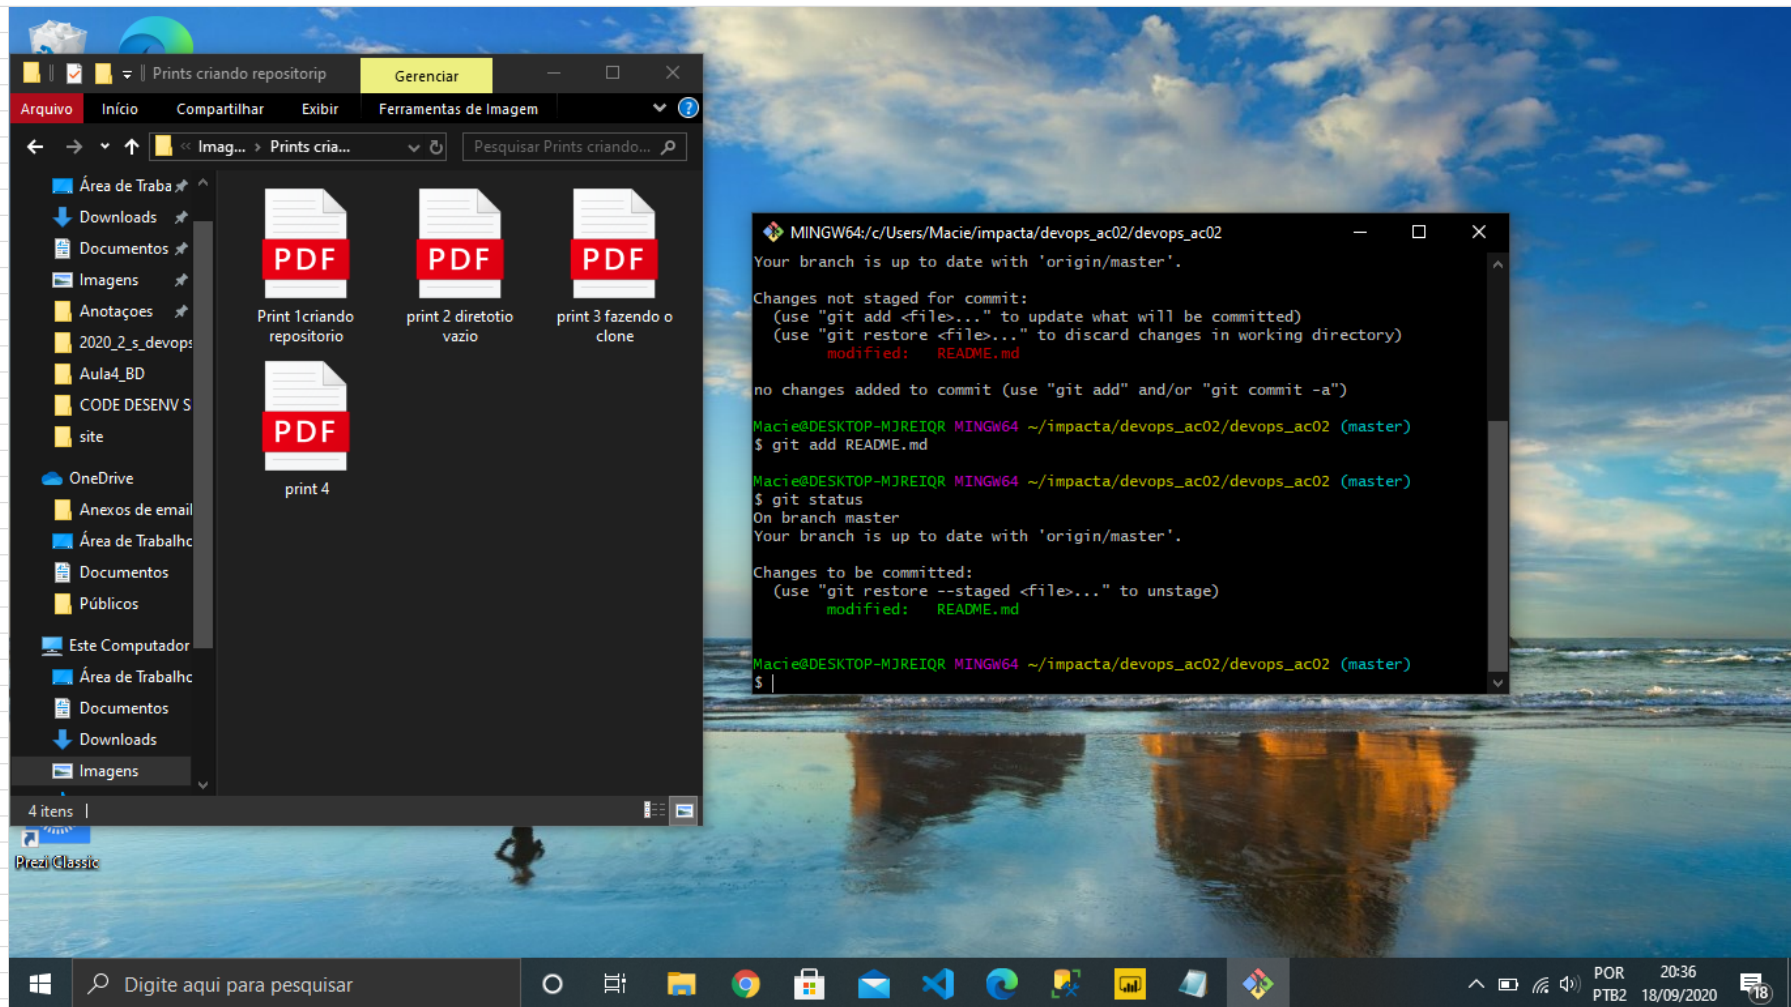 Prints criando repositorip
Gerenciar
Arquivo
Início
Compartilhar
Exibir
Ferramentas de Imagem
?
« Imag... › Prints cria...
Pesquisar Prints criando...
Área de Traba
Downloads
Documentos
Imagens
Anotaçoes
2020_2_s_devops
Aula4_BD
CODE DESENV S
site
OneDrive
Anexos de email
Área de Trabalho
Documentos
Públicos
Este Computador
Área de Trabalho
Documentos
Downloads
Imagens
PDF
Print 1criando
repositorio
PDF
print 2 diretotio
vazio
PDF
print 3 fazendo o
clone
PDF
print 4
4 itens
Prezi Classic
MINGW64:/c/Users/Macie/impacta/devops_ac02/devops_ac02
Your branch is up to date with 'origin/master'.
Changes not staged for commit:
(use "git add <file>..." to update what will be committed)
(use "git restore <file>..." to discard changes in working directory)
modified: README.md
no changes added to commit (use "git add" and/or "git commit -a")
Macie@DESKTOP-MJREIQR MINGW64 ~/impacta/devops_ac02/devops_ac02 (master)
$ git add README.md
Macie@DESKTOP-MJREIQR MINGW64 ~/impacta/devops_ac02/devops_ac02 (master)
$ git status
On branch master
Your branch is up to date with 'origin/master'.
Changes to be committed:
(use "git restore --staged <file>..." to unstage)
modified: README.md
Macie@DESKTOP-MJREIQR MINGW64 ~/impacta/devops_ac02/devops_ac02 (master)
$
Digite aqui para pesquisar
POR
PTB2
20:36
18/09/2020
18